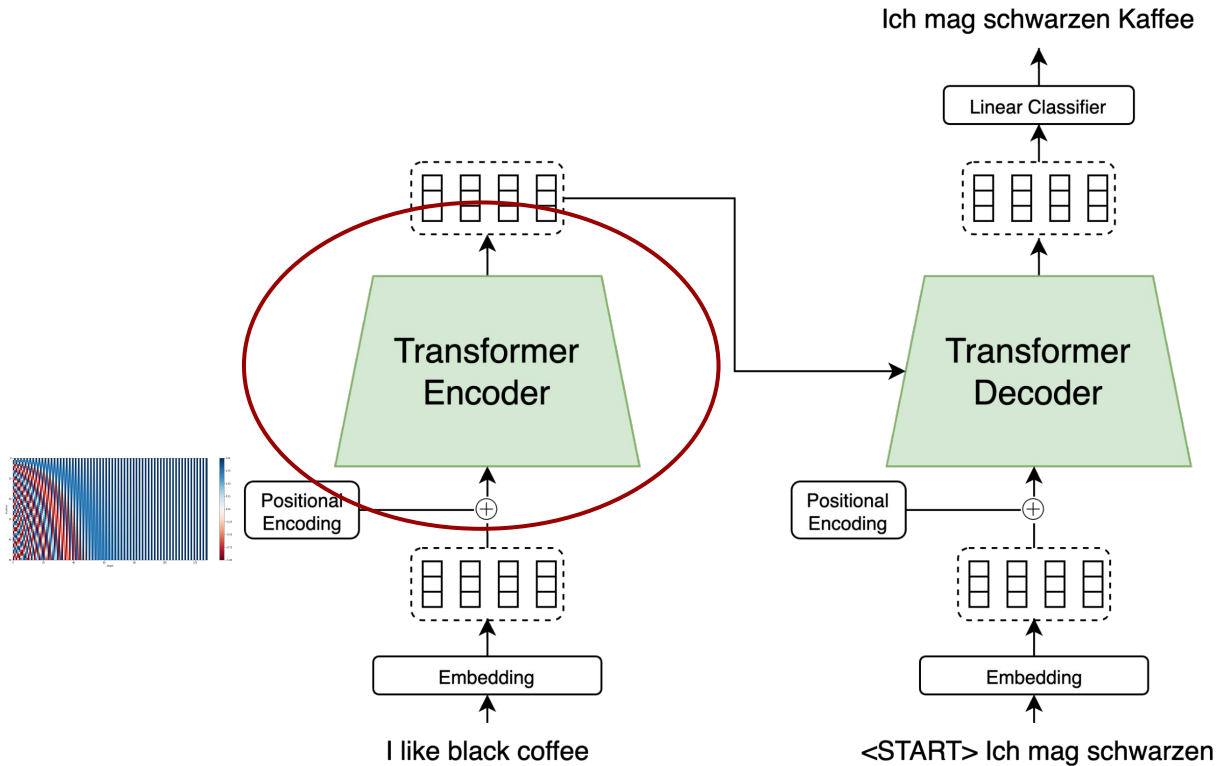 Ich mag schwarzen Kaffee
Linear Classifier
Transformer
Encoder
Transformer
Decoder
Positional
Encoding
Positional
Encoding
Embedding
Embedding
I like black coffee
<START> Ich mag schwarzen